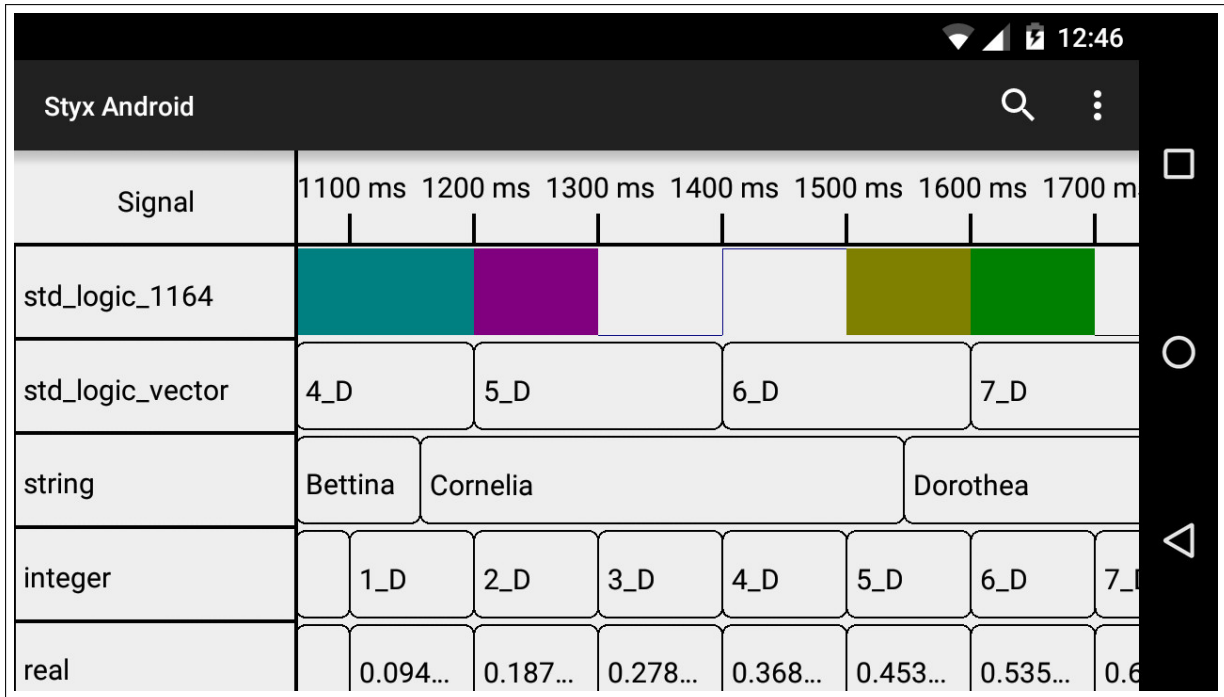 12:46
Styx Android
Signal 1100 ms 1200 ms 1300 ms 1400 ms 1500 ms 1600 ms 1700 m
std_logic_1164
std_logic_vector 4_D 5_D 6_D 7_D
string Bettina Cornelia Dorothea
integer 1_D 2_D 3_D 4_D 5_D 6_D 7_
real 0.094... 0.187... 0.278... 0.368... 0.453... 0.535... 0.6